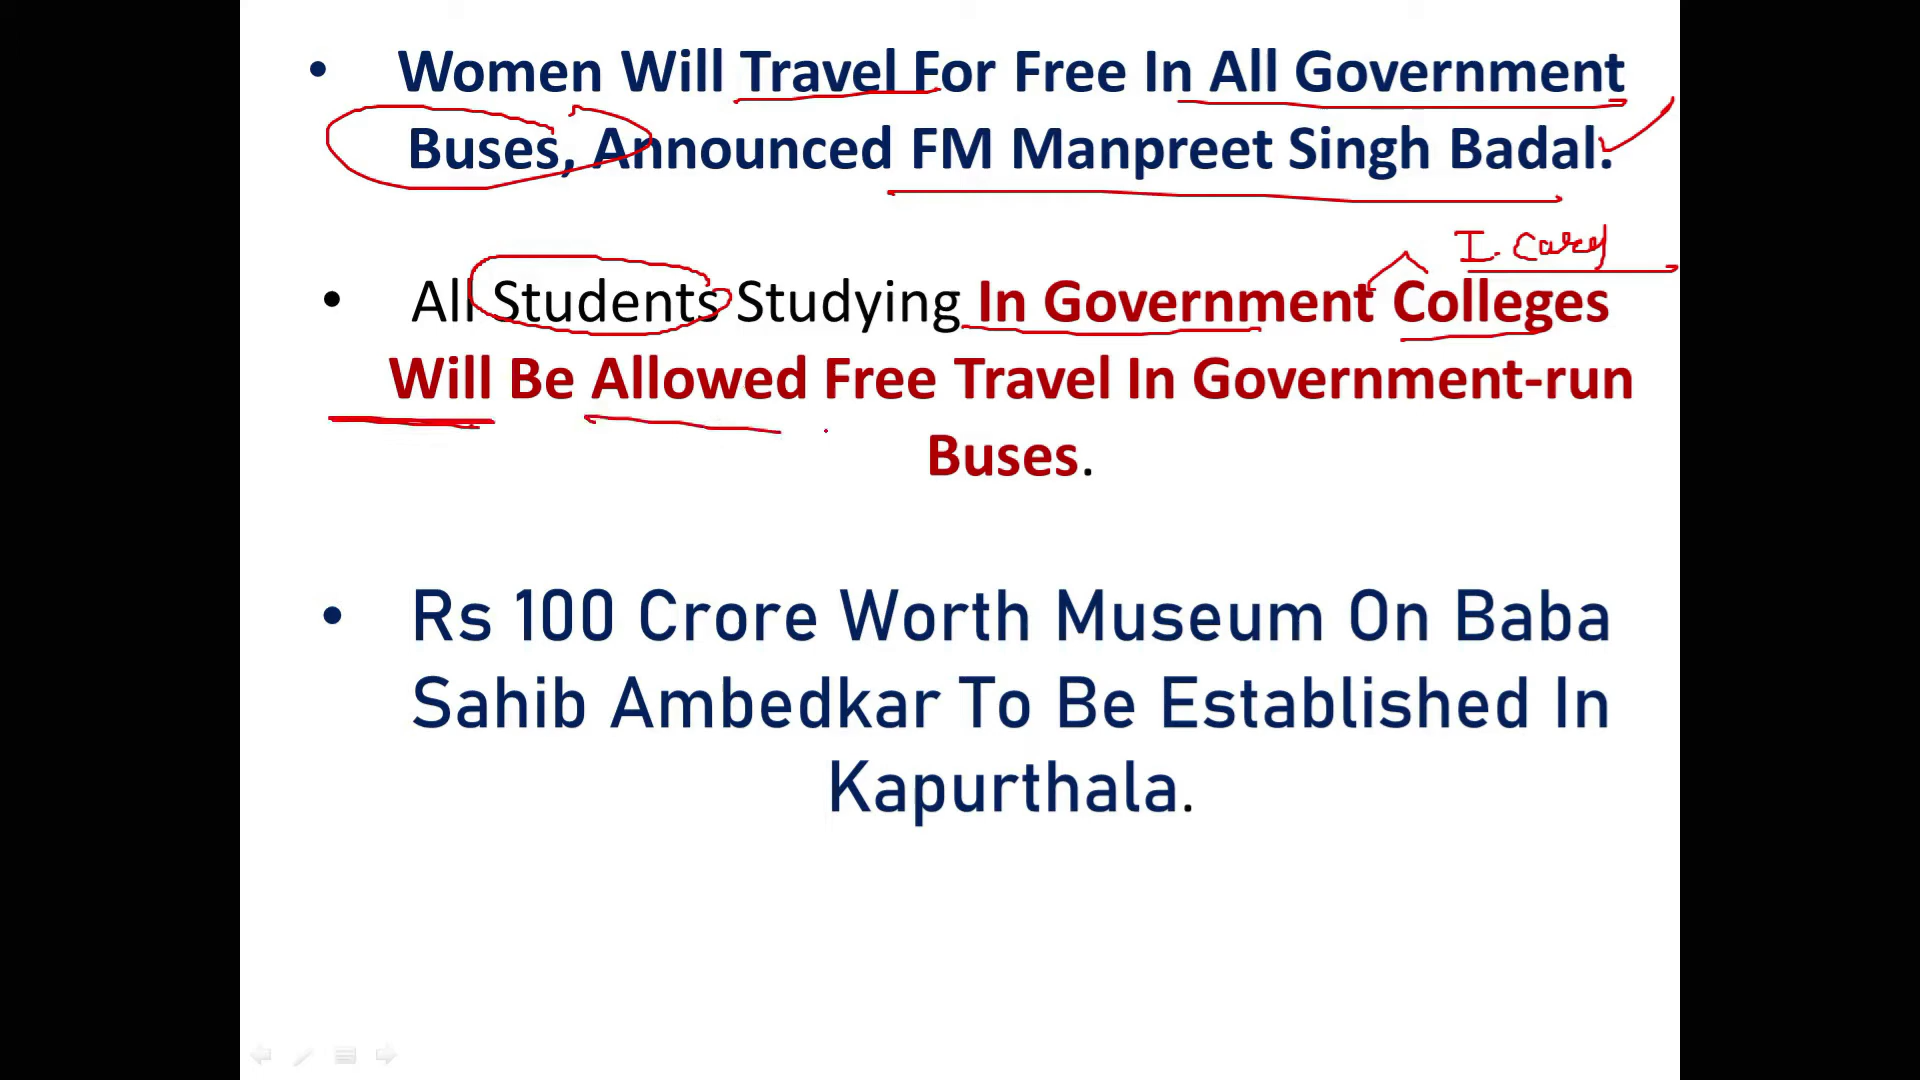 • Women Will Travel For Free In All Government
Buses, Announced FM Manpreet Singh Badal.
I. Card
• All Students Studying In Government Colleges
Will Be Allowed Free Travel In Government-run
Buses.
• Rs 100 Crore Worth Museum On Baba
Sahib Ambedkar To Be Established In
Kapurthala.